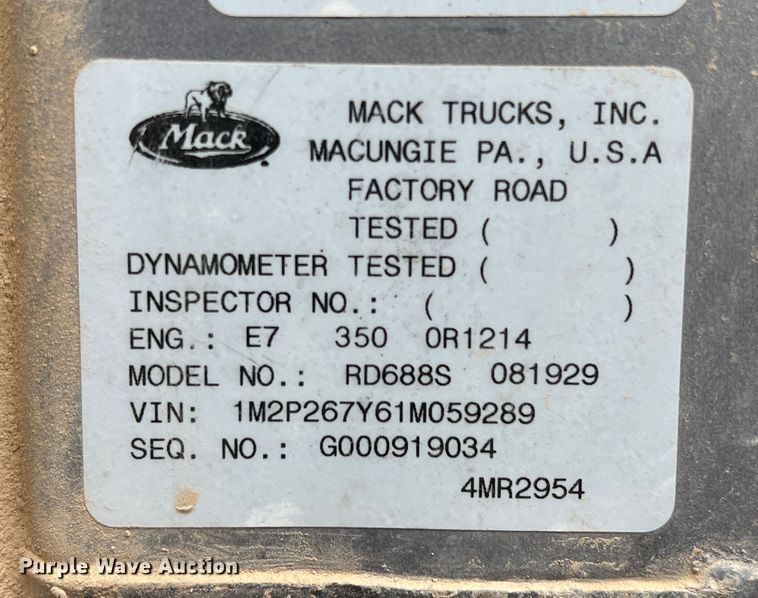 Mack
MACK TRUCKS, INC.
MACUNGIE PA., U.S.A
FACTORY ROAD
TESTED ( )
DYNAMOMETER TESTED ( )
INSPECTOR NO.: ( )
ENG.: E7 350 0R1214
MODEL NO.: RD688S 081929
VIN: 1M2P267Y61M059289
SEQ. NO.: G000919034
4MR2954
Purple Wave Auction